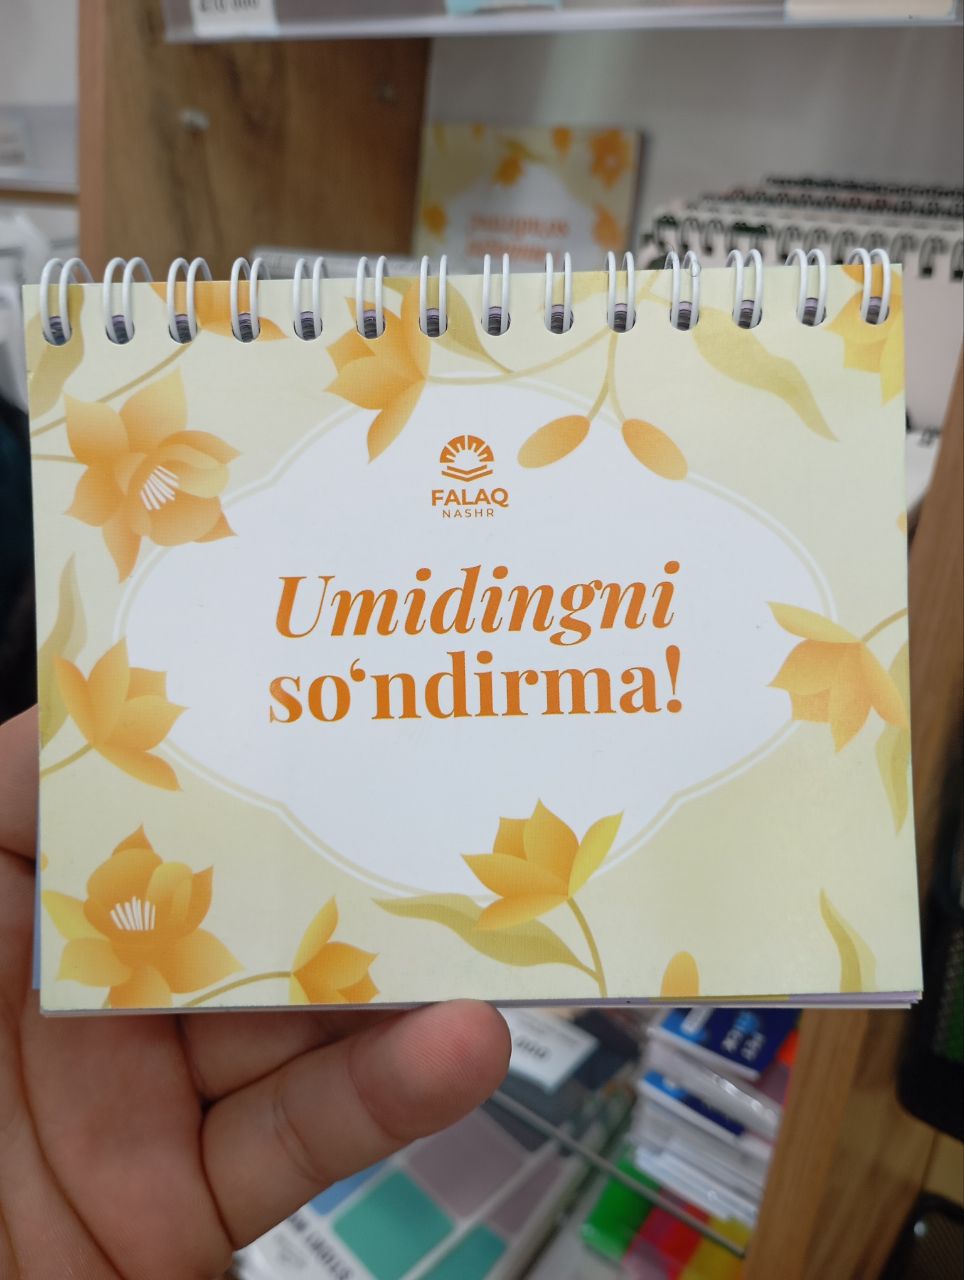 FALAQ
NASHR
Umidingni
so‘ndirma!